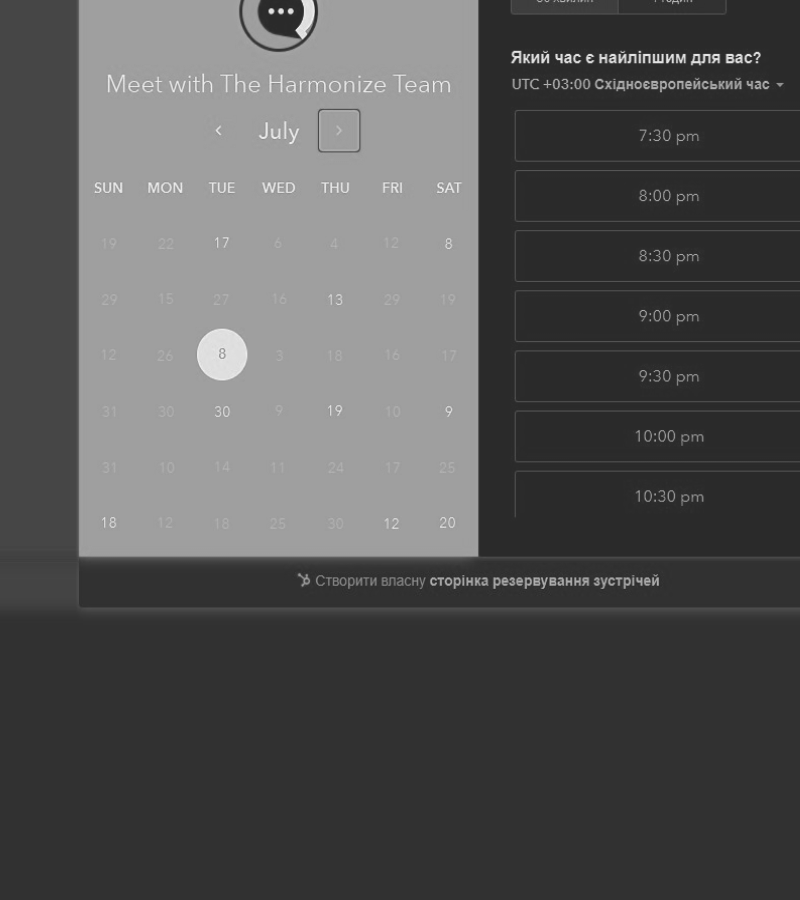 Meet with The Harmonize Team
July
SUN MON TUE WED THU FRI SAT
19 22 17 6 4 12 8
29 15 27 16 13 29 19
12 26 8 3 18 16 17
31 30 30 9 19 10 9
31 10 14 11 24 17 25
18 12 18 25 30 12 20
Який час є найліпшим для вас?
UTC +03:00 Східноєвропейський час
7:30 pm
8:00 pm
8:30 pm
9:00 pm
9:30 pm
10:00 pm
10:30 pm
Створити власну сторінка резервування зустрічей